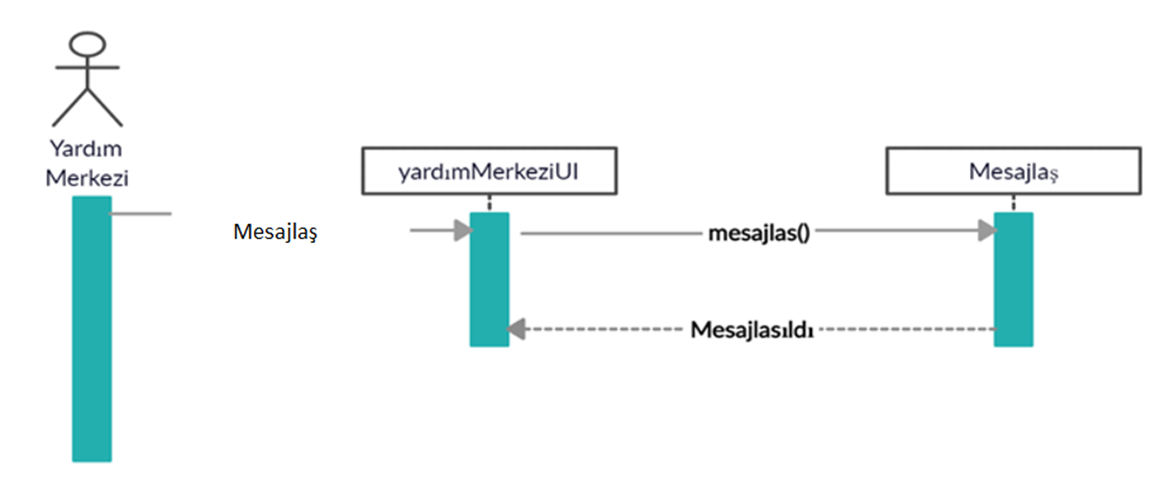 Yardım
Merkezi
yardımMerkeziUI
Mesajlaş
Mesajlaş
mesajlas()
Mesajlasıldı